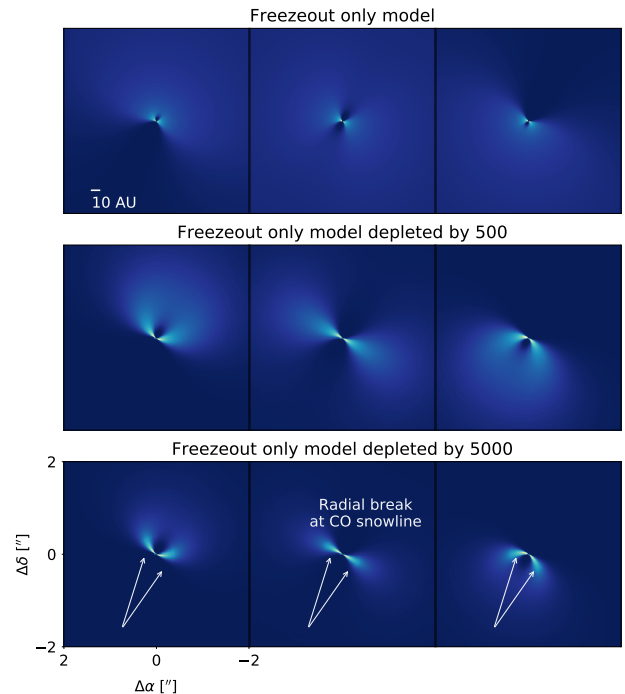 Freezeout only model
10 AU
Freezeout only model depleted by 500
Freezeout only model depleted by 5000
2
Radial break
at CO snowline
0
Δδ ["]
−2
2 0 −2
Δα ["]